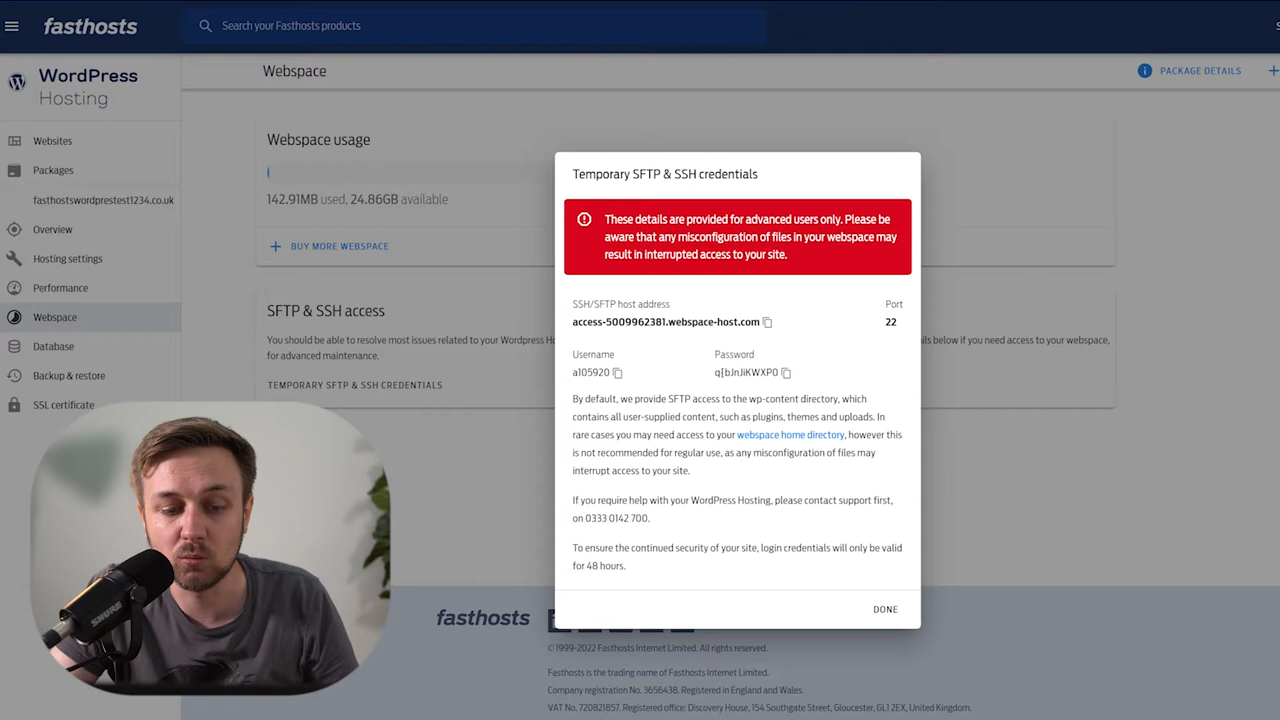 fasthosts
Search your Fasthosts products
WordPress
Hosting
Webspace
PACKAGE DETAILS
Websites
Packages
fasthostswordprestest1234.co.uk
Overview
Hosting settings
Performance
Webspace
Database
Backup & restore
SSL certificate
Webspace usage
142.91MB used, 24.86GB available
BUY MORE WEBSPACE
SFTP & SSH access
You should be able to resolve most issues related to your WordPress
below if you need access to your webspace,
for advanced maintenance.
TEMPORARY SFTP & SSH CREDENTIALS
Temporary SFTP & SSH credentials
These details are provided for advanced users only. Please be
aware that any misconfiguration of files in your webspace may
result in interrupted access to your site.
SSH/SFTP host address
Port
access-5009962381.webspace-host.com
22
Username
Password
a105920
q[bJnJiKWXP0
By default, we provide SFTP access to the wp-content directory, which
contains all user-supplied content, such as plugins, themes and uploads. In
rare cases you may need access to your webspace home directory, however this
is not recommended for regular use, as any misconfiguration of files may
interrupt access to your site.
If you require help with your WordPress Hosting, please contact support first,
on 0333 0142 700.
To ensure the continued security of your site, login credentials will only be valid
for 48 hours.
DONE
SHURE
fasthosts
©1999-2022 Fasthosts Internet Limited. All rights reserved.
Fasthosts is the trading name of Fasthosts Internet Limited.
Company registration No. 3656438. Registered in England and Wales.
VAT No. 720821857. Registered office: Discovery House, 154 Southgate Street, Gloucester, GL1 2EX, United Kingdom.